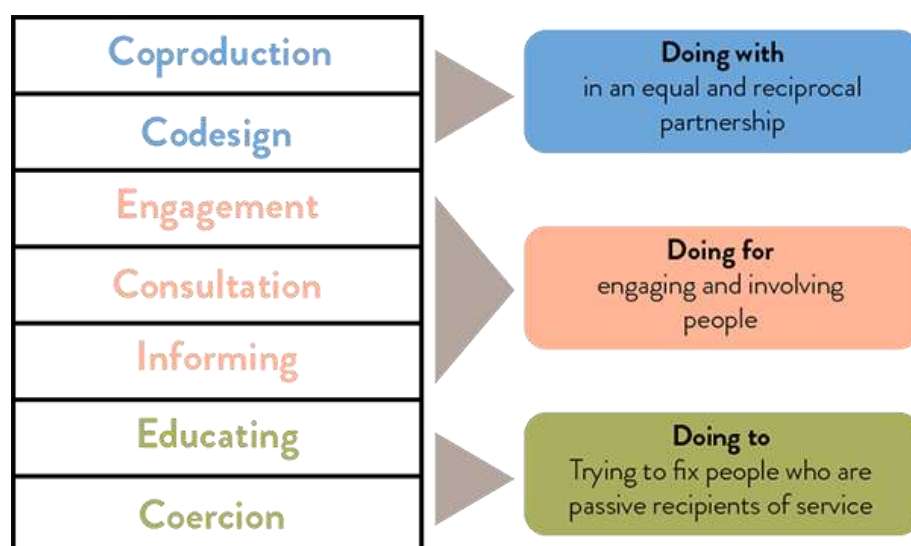 Coproduction
Codesign
Engagement
Consultation
Informing
Educating
Coercion
Doing with
in an equal and reciprocal
partnership
Doing for
engaging and involving
people
Doing to
Trying to fix people who are
passive recipients of service